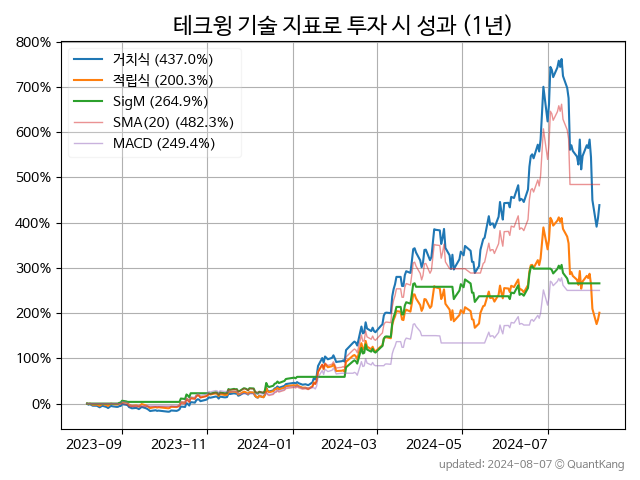 테크윙 기술 지표로 투자 시 성과 (1년)
800%
700%
600%
500%
400%
300%
200%
100%
0%
거치식 (437.0%)
적립식 (200.3%)
SigM (264.9%)
SMA(20) (482.3%)
MACD (249.4%)
2023-09 2023-11 2024-01 2024-03 2024-05 2024-07
updated: 2024-08-07 © QuantKang